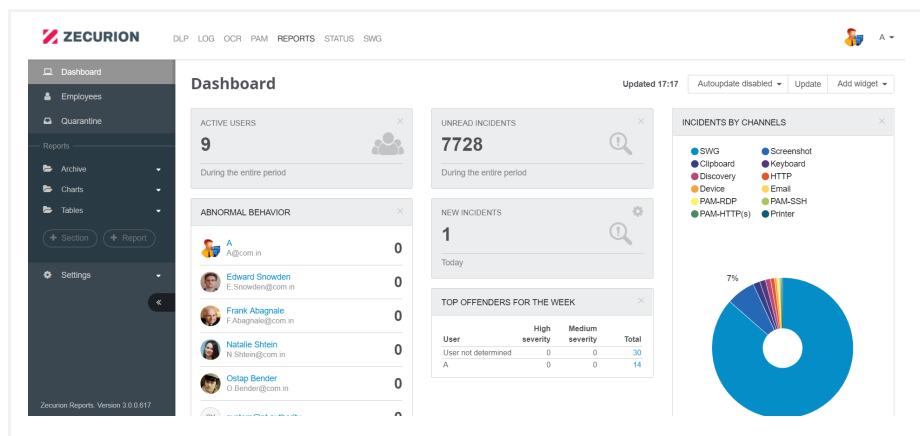 ZECURION
DLP LOG OCR PAM REPORTS STATUS SWG
A
Dashboard
Employees
Quarantine
Reports
Archive
Charts
Tables
+ Section + Report
Settings
«
Zecurion Reports. Version 3.0.0.617
Dashboard
Updated 17:17 Autoupdate disabled Update Add widget
ACTIVE USERS ×
9
During the entire period
ABNORMAL BEHAVIOR ×
A 0
A@com.in
Edward Snowden 0
E.Snowden@com.in
Frank Abagnale 0
F.Abagnale@com.in
Natalie Shtein 0
N.Shtein@com.in
Ostap Bender 0
O.Bender@com.in
UNREAD INCIDENTS ×
7728
During the entire period
NEW INCIDENTS
1
Today
TOP OFFENDERS FOR THE WEEK ×
User High severity Medium severity Total
User not determined 0 0 30
A 0 0 14
INCIDENTS BY CHANNELS ×
SWG Screenshot
Clipboard Keyboard
Discovery HTTP
Device Email
PAM-RDP PAM-SSH
PAM-HTTP(s) Printer
7%